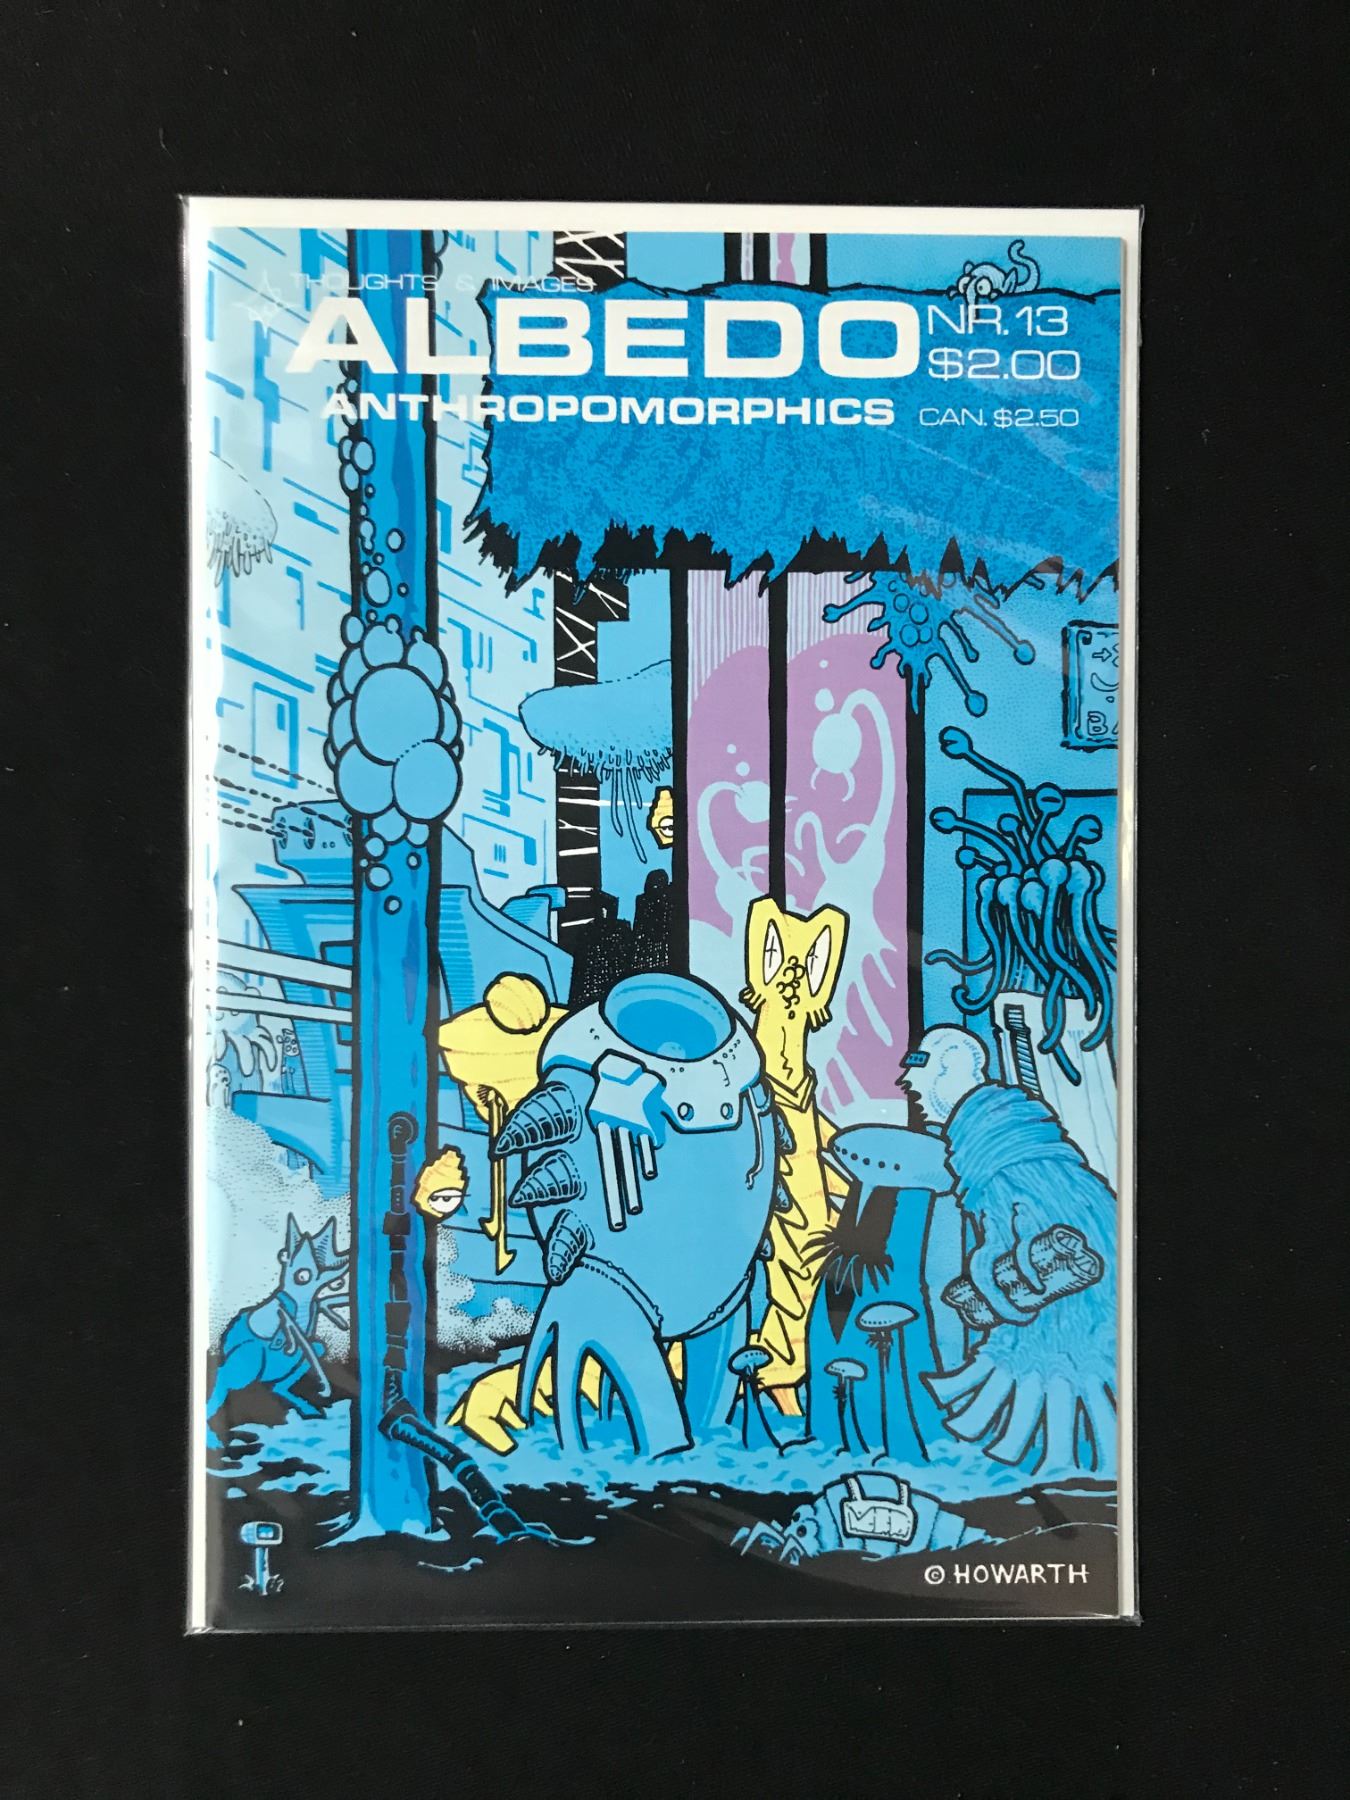 THOUGHTS & IMAGES
ALBEDO
NR. 13
$2.00
ANTHROPOMORPHICS
CAN. $2.50
© HOWARTH